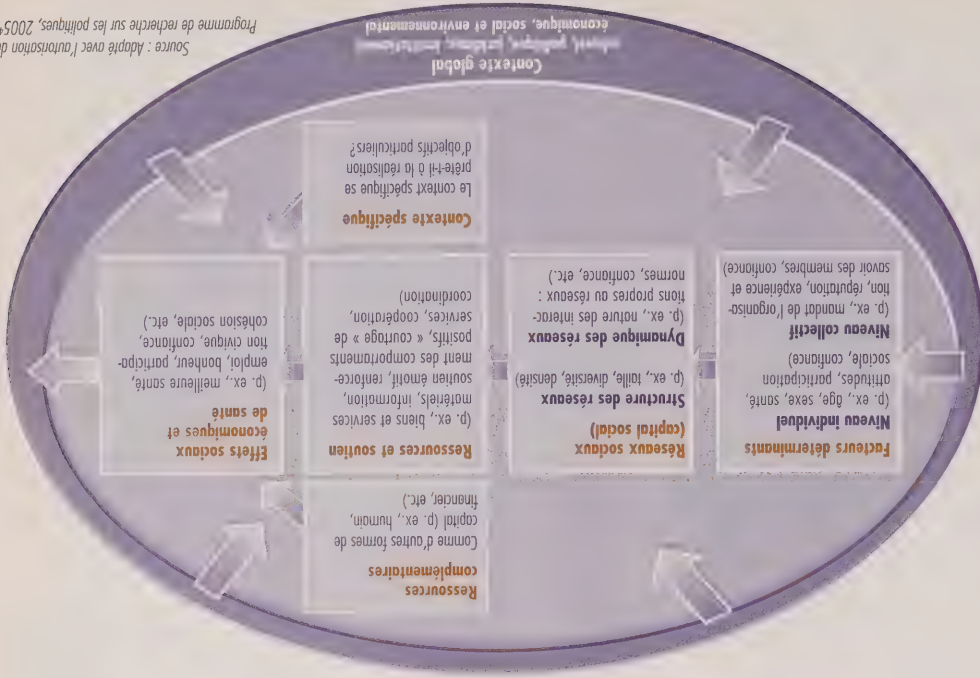 Ressources
complémentaires
Comme d'autres formes de
capital (p. ex., humain,
financier, etc.)
Facteurs déterminants
Niveau individuel
(p. ex., âge, sexe, santé,
attitudes, participation
sociale, confiance)
Niveau collectif
(p. ex., mandat de l'organisa-
tion, réputation, expérience et
savoir des membres, confiance)
Réseaux sociaux
(capital social)
Structure des réseaux
(p. ex., taille, diversité, densité)
Dynamique des réseaux
(p. ex., nature des interac-
tions propres au réseaux :
normes, confiance, etc.)
Ressources et soutien
(p. ex., biens et services
matériels, information,
soutien émotif, renforce-
ment des comportements
positifs, « courtage » de
services, coopération,
coordination)
Effets sociaux
économiques et
de santé
(p. ex., meilleure santé,
emploi, bonheur, participa-
tion civique, confiance,
cohésion sociale, etc.)
Contexte spécifique
Le context spécifique se
prête-t-il à la réalisation
d'objectifs particuliers?
Contexte global
culturel, politique, juridique, institutionnel,
économique, social et environnemental
Source : Adapté avec l'autorisation
Programme de recherche sur les politiques, 2005